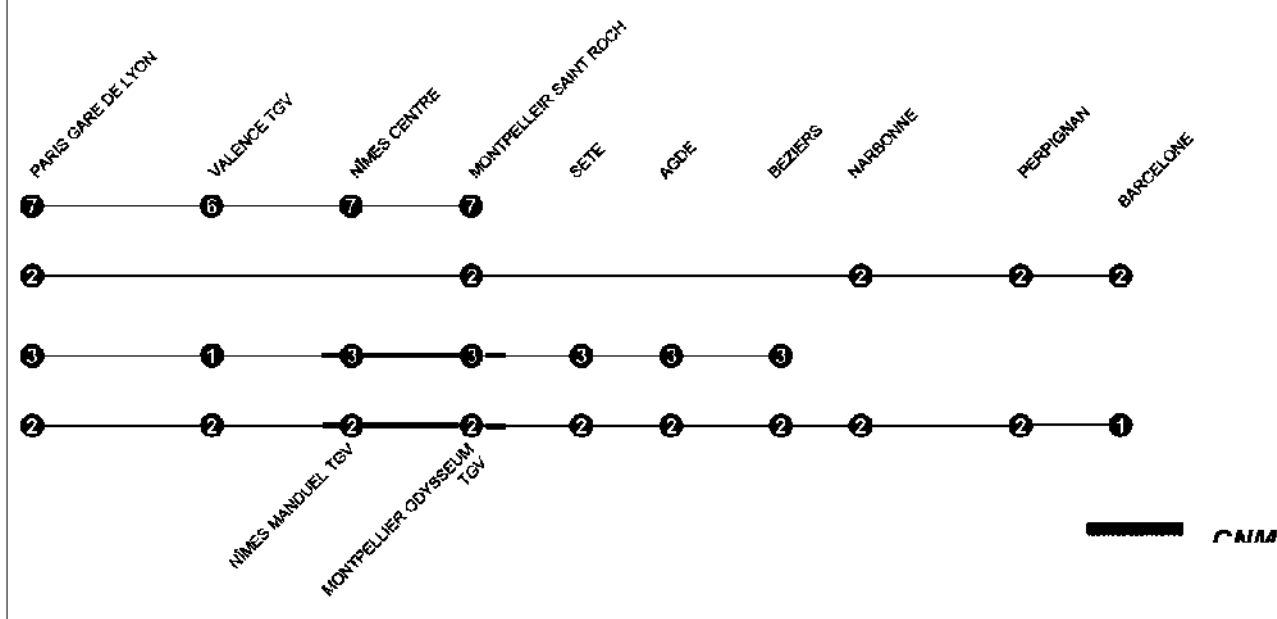 PARIS GARE DE LYON
VALENCE TGV
NÎMES CENTRE
MONTPELLEIR SAINT ROCH
SETE
AGDE
BEZIERS
NARBONNE
PERPIGNAN
BARCELONE
7 6 7 7
2 2 2 2 2
3 1 3 3 3 3 3
2 2 2 2 2 2 2 2 2 1
NÎMES MANDUEL TGV
MONTPELLIER ODYSSEUM
TGV
CNM